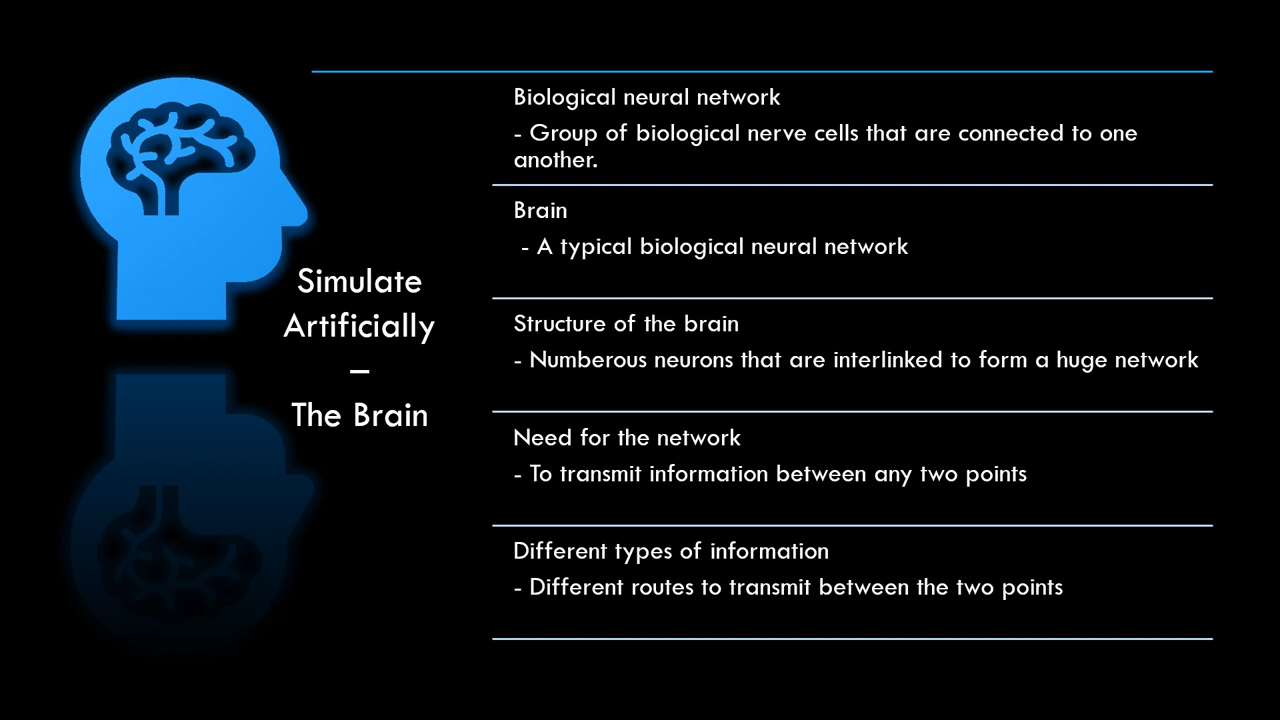 Simulate
Artificially
–
The Brain
Biological neural network
- Group of biological nerve cells that are connected to one
another.
Brain
- A typical biological neural network
Structure of the brain
- Numberous neurons that are interlinked to form a huge network
Need for the network
- To transmit information between any two points
Different types of information
- Different routes to transmit between the two points